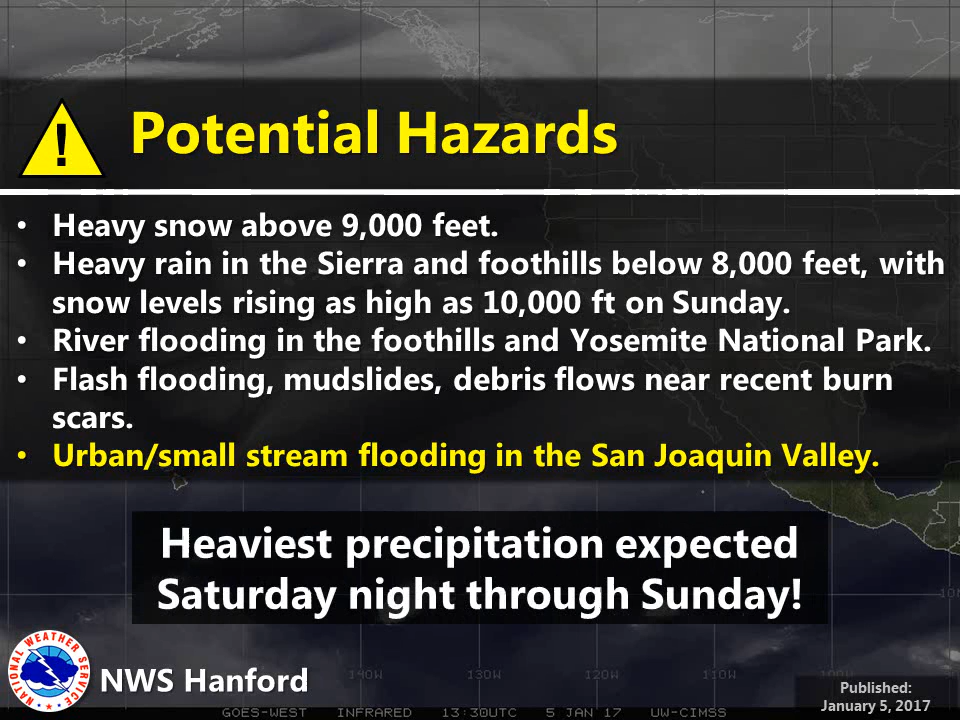 ! Potential Hazards
• Heavy snow above 9,000 feet.
• Heavy rain in the Sierra and foothills below 8,000 feet, with
snow levels rising as high as 10,000 ft on Sunday.
• River flooding in the foothills and Yosemite National Park.
• Flash flooding, mudslides, debris flows near recent burn
scars.
• Urban/small stream flooding in the San Joaquin Valley.
Heaviest precipitation expected
Saturday night through Sunday!
NATIONAL WEATHER SERVICE
NWS Hanford
140W 130W 120W 110W 100W
10N
GOES-WEST INFRARED 13:30UTC 5 JAN 17 UW-CIMSS
Published:
January 5, 2017